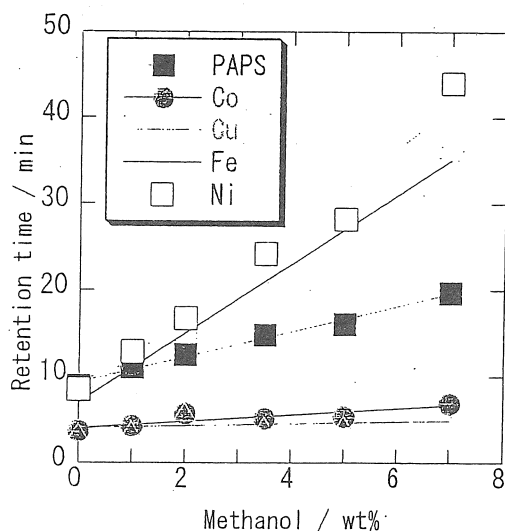 50
40
30
20
10
0
Retention time / min
PAPS
Co
Cu
Fe
Ni
0 2 4 6 8
Methanol / wt%